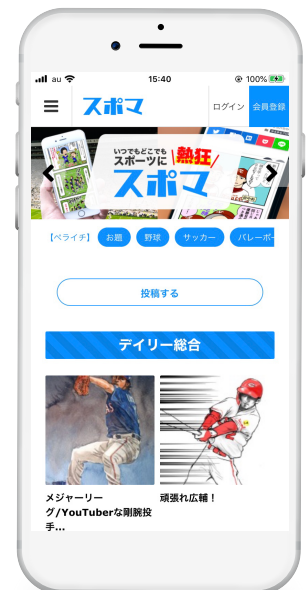 au
15:40
100%
スポマ
ログイン
会員登録
いつでもどこでも
スポーツに
熱狂
スポマ
【ペライチ】
お題
野球
サッカー
バレーボー
投稿する
デイリー総合
メジャーリー
グ/YouTuberな剛腕投
手...
頑張れ広輔！